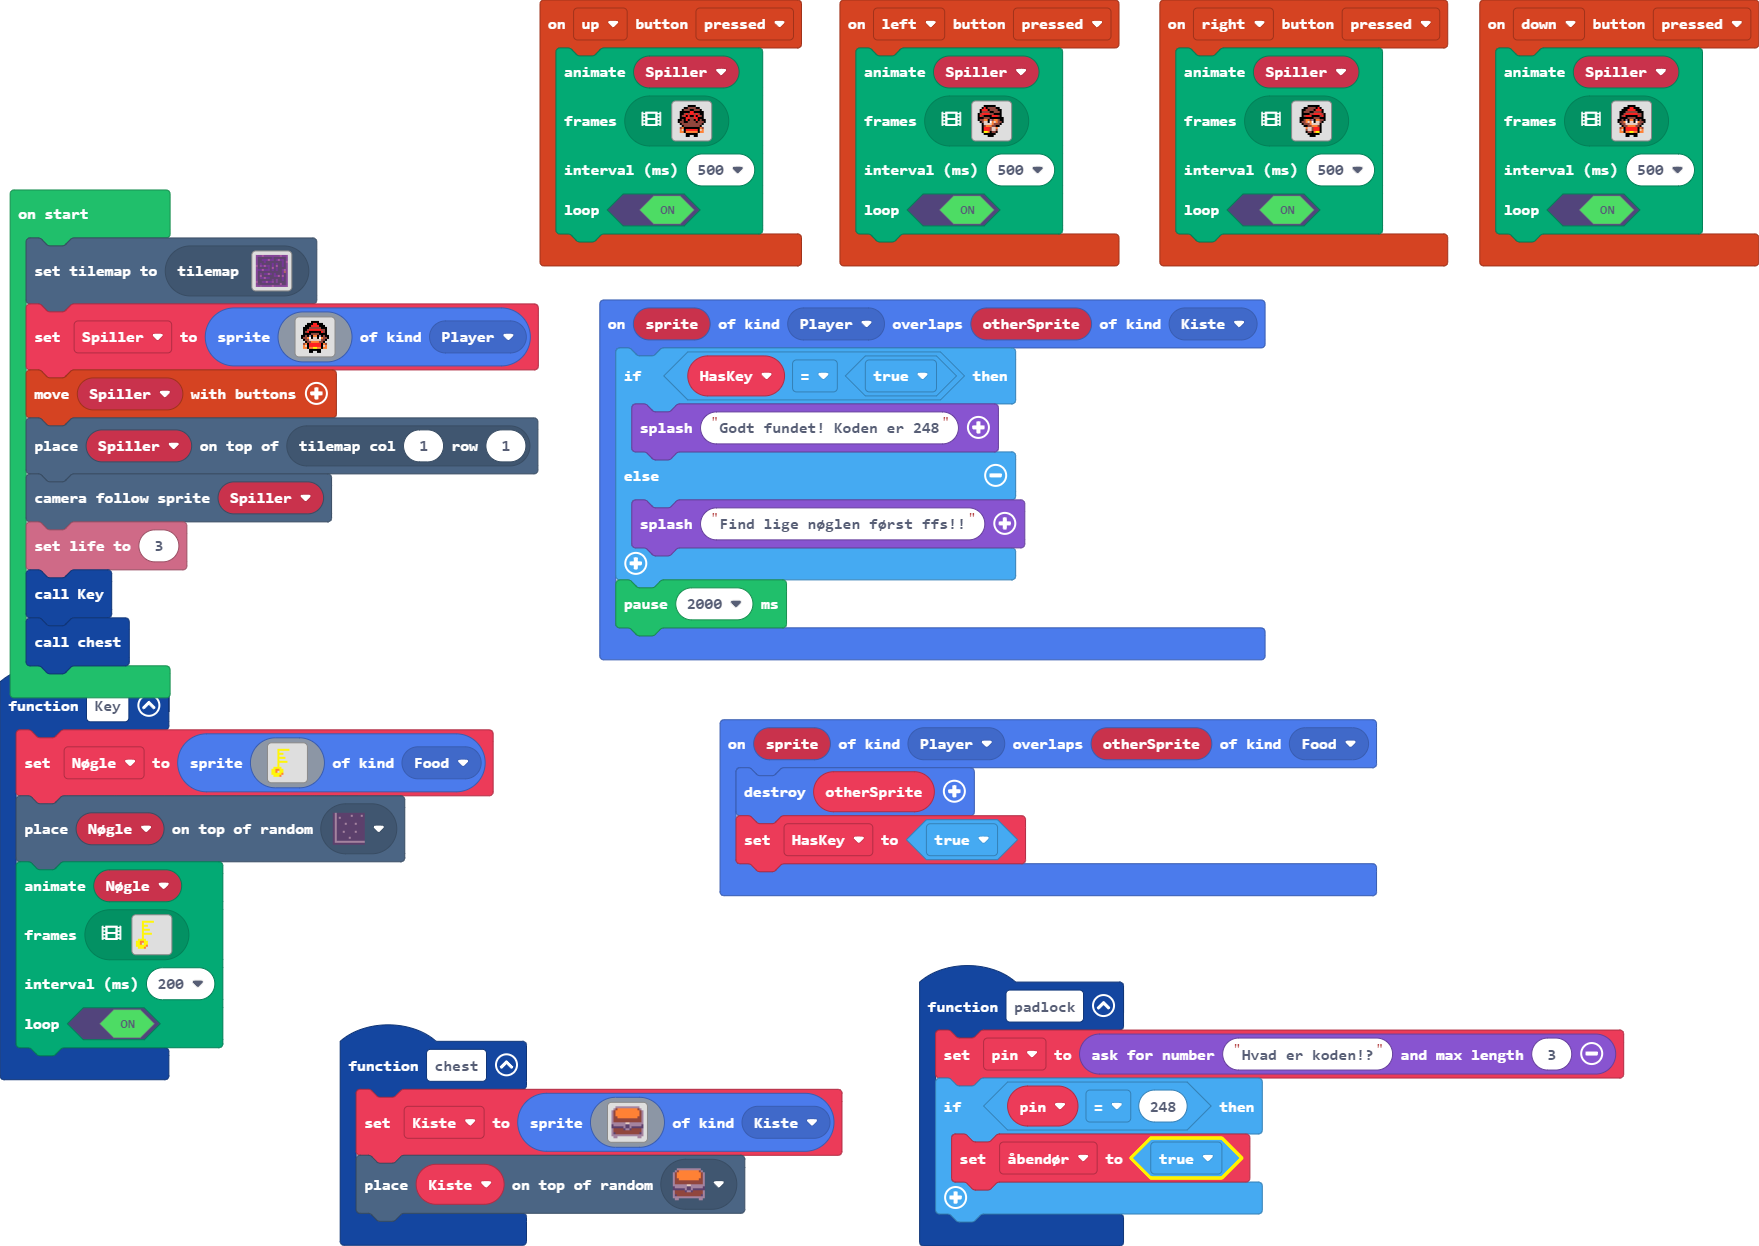 on up button pressed
animate Spiller
frames
interval (ms) 500
loop ON
on left button pressed
animate Spiller
frames
interval (ms) 500
loop ON
on right button pressed
animate Spiller
frames
interval (ms) 500
loop ON
on down button pressed
animate Spiller
frames
interval (ms) 500
loop ON
on start
set tilemap to tilemap
set Spiller to sprite of kind Player
move Spiller with buttons
place Spiller on top of tilemap col 1 row 1
camera follow sprite Spiller
set life to 3
call Key
call chest
on sprite of kind Player overlaps otherSprite of kind Kiste
if HasKey = true then
splash "Godt fundet! Koden er 248"
else
splash "Find lige nøglen først ffs!!"
pause 2000 ms
function Key
set Nøgle to sprite of kind Food
place Nøgle on top of random
animate Nøgle
frames
interval (ms) 200
loop ON
on sprite of kind Player overlaps otherSprite of kind Food
destroy otherSprite
set HasKey to true
function chest
set Kiste to sprite of kind Kiste
place Kiste on top of random
function padlock
set pin to ask for number "Hvad er koden!?" and max length 3
if pin = 248 then
set åbendør to true